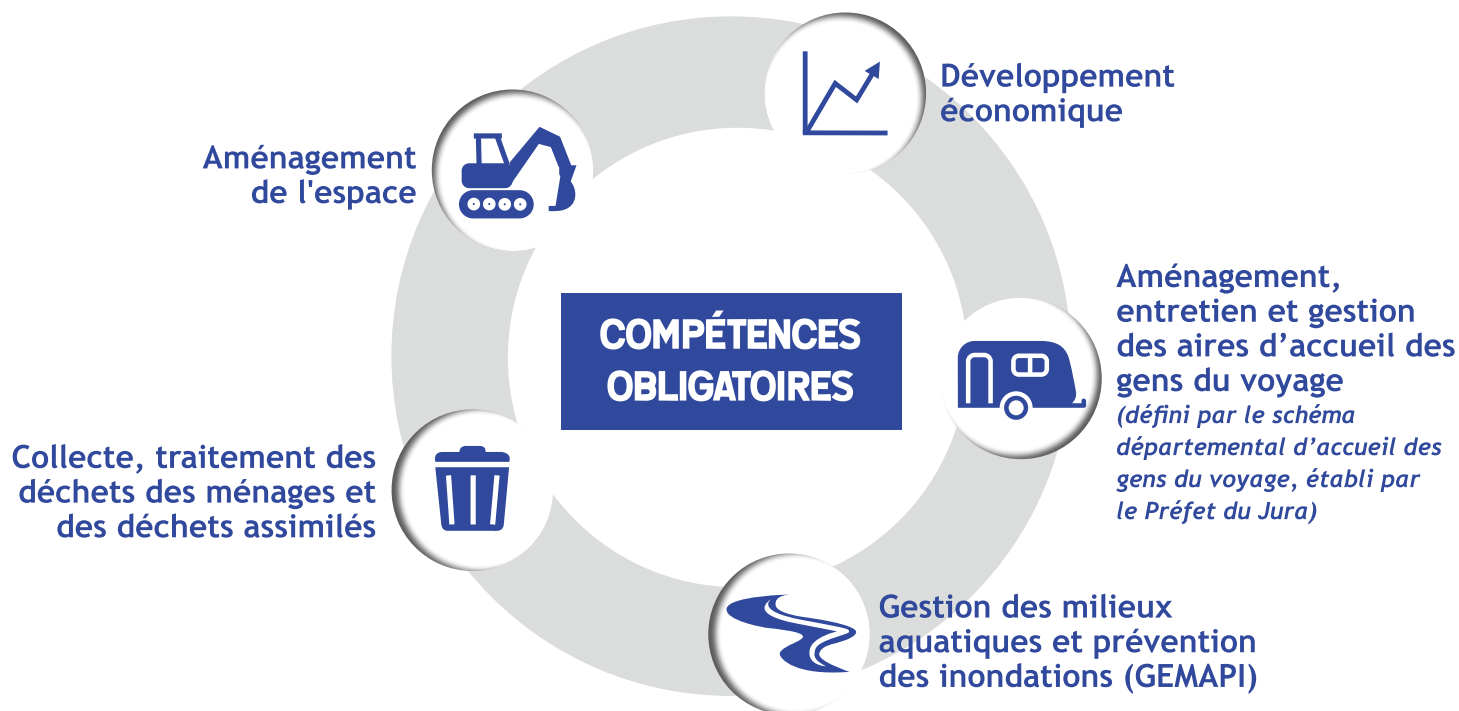 COMPÉTENCES
OBLIGATOIRES
Développement
économique
Aménagement,
entretien et gestion
des aires d’accueil des
gens du voyage
(défini par le schéma
départemental d’accueil des
gens du voyage, établi par
le Préfet du Jura)
Gestion des milieux
aquatiques et prévention
des inondations (GEMAPI)
Collecte, traitement des
déchets des ménages et
des déchets assimilés
Aménagement
de l'espace